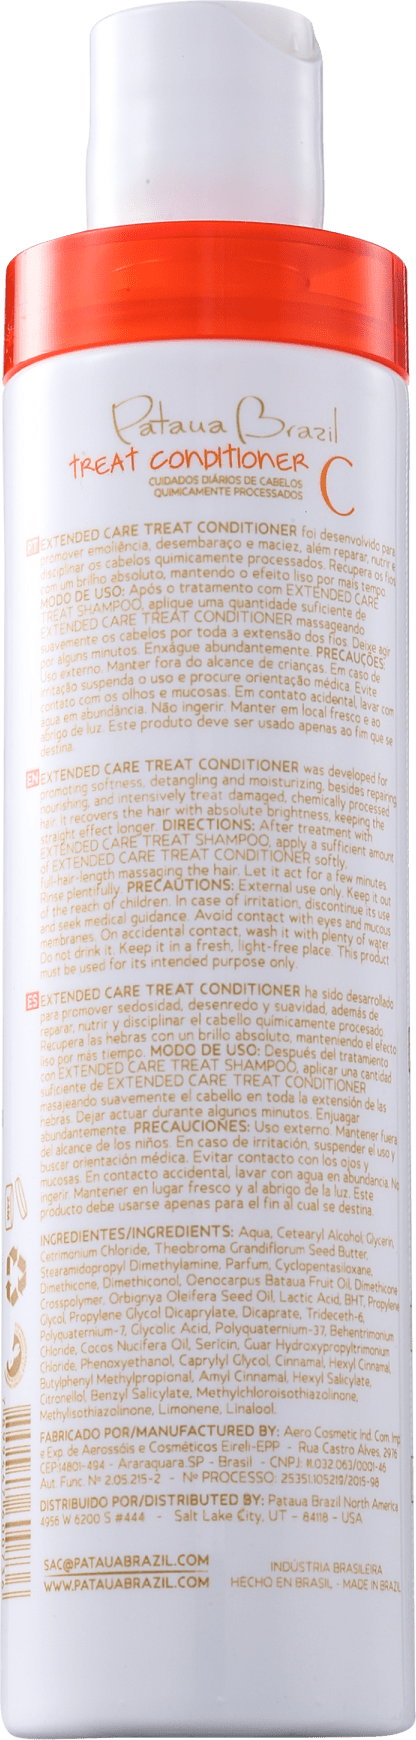 Pataua Brazil
TREAT CONDITIONER C
CUIDADOS DIÁRIOS DE CABELOS
QUIMICAMENTE PROCESSADOS
PT EXTENDED CARE TREAT CONDITIONER foi desenvolvido para
promover emoliência, desembaraço e maciez, além reparar, nutrir e
disciplinar os cabelos quimicamente processados. Recupera os fios
com um brilho absoluto, mantendo o efeito liso por mais tempo.
MODO DE USO: Após o tratamento com EXTENDED CARE
TREAT SHAMPOO, aplique uma quantidade suficiente de
EXTENDED CARE TREAT CONDITIONER massageando
suavemente os cabelos por toda a extensão dos fios. Deixe agir
por alguns minutos. Enxágue abundantemente. PRECAUÇÕES:
Uso externo. Manter fora do alcance de crianças. Em caso de
irritação suspenda o uso e procure orientação médica. Evite
contato com os olhos e mucosas. Em contato acidental, lavar com
água em abundância. Não ingerir. Manter em local fresco e ao
abrigo de luz. Este produto deve ser usado apenas ao fim que se
destina.
EN EXTENDED CARE TREAT CONDITIONER was developed for
promoting softness, detangling and moisturizing, besides repairing
nourishing, and intensively treat damaged, chemically processed
hair. It recovers the hair with absolute brightness, keeping the
straight effect longer. DIRECTIONS: After treatment with
EXTENDED CARE TREAT SHAMPOO, apply a sufficient amount
of EXTENDED CARE TREAT CONDITIONER softly,
full-hair-length massaging the hair. Let it act for a few minutes.
Rinse plentifully. PRECAUTIONS: External use only. Keep it out
of the reach of children. In case of irritation, discontinue its use
and seek medical guidance. Avoid contact with eyes and mucous
membranes. On accidental contact, wash it with plenty of water.
Do not drink it. Keep it in a fresh, light-free place. This product
must be used for its intended purpose only.
ES EXTENDED CARE TREAT CONDITIONER ha sido desarrollado
para promover sedosidad, desenredo y suavidad, además de
reparar, nutrir y disciplinar el cabello químicamente procesado.
Recupera las hebras con un brillo absoluto, manteniendo el efecto
liso por más tiempo. MODO DE USO: Después del tratamiento
con EXTENDED CARE TREAT SHAMPOO, aplicar una cantidad
suficiente de EXTENDED CARE TREAT CONDITIONER
masajeando suavemente el cabello en toda la extensión de las
hebras. Dejar actuar durante algunos minutos. Enjuagar
abundantemente. PRECAUCIONES: Uso externo. Mantener fuera
del alcance de los niños. En caso de irritación, suspender el uso y
buscar orientación médica. Evitar contacto con los ojos y
mucosas. En contacto accidental, lavar con agua en abundancia. No
ingerir. Mantener en lugar fresco y al abrigo de la luz. Este
producto debe usarse apenas para el fin al cual se destina.
INGREDIENTES/INGREDIENTS: Aqua, Cetearyl Alcohol, Glycerin,
Cetrimonium Chloride, Theobroma Grandiflorum Seed Butter,
Stearamidopropyl Dimethylamine, Parfum, Cyclopentasiloxane,
Dimethicone, Dimethiconol, Oenocarpus Bataua Fruit Oil, Dimethicone
Crosspolymer, Orbignya Oleifera Seed Oil, Lactic Acid, BHT, Propylene
Glycol, Propylene Glycol Dicaprylate, Dicaprate, Trideceth-6,
Polyquaternium-7, Glycolic Acid, Polyquaternium-37, Behentrimonium
Chloride, Cocos Nucifera Oil, Sericin, Guar Hydroxypropyltrimonium
Chloride, Phenoxyethanol, Caprylyl Glycol, Cinnamal, Hexyl Cinnamal,
Butylphenyl Methylpropional, Amyl Cinnamal, Hexyl Salicylate,
Citronellol, Benzyl Salicylate, Methylchloroisothiazolinone,
Methylisothiazolinone, Limonene, Linalool.
FABRICADO POR/MANUFACTURED BY: Aero Cosmetic Ind. Com. Imp.
e Exp. de Aerossóis e Cosméticos Eireli-EPP - Rua Castro Alves, 2976
CEP:14801-494 - Araraquara.SP - Brasil - CNPJ.: 11.032.063/0001-46
Aut. Func. Nº 2.05.215-2 - Nº PROCESSO: 25351.105219/2015-98
DISTRIBUIDO POR/DISTRIBUTED BY: Pataua Brazil North America
4956 W 6200 S #444 - Salt Lake City, UT - 84118 - USA
SAC@PATAUABRAZIL.COM
WWW.PATAUABRAZIL.COM
INDÚSTRIA BRASILEIRA
HECHO EN BRASIL - MADE IN BRAZIL